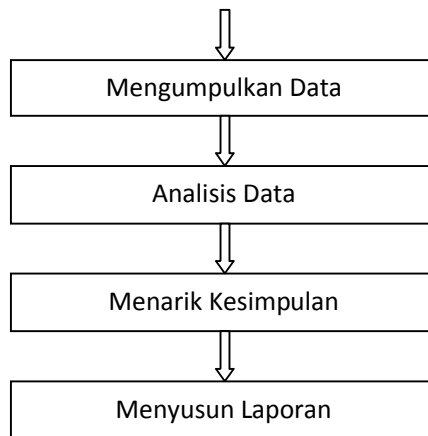 Mengumpulkan Data
Analisis Data
Menarik Kesimpulan
Menyusun Laporan